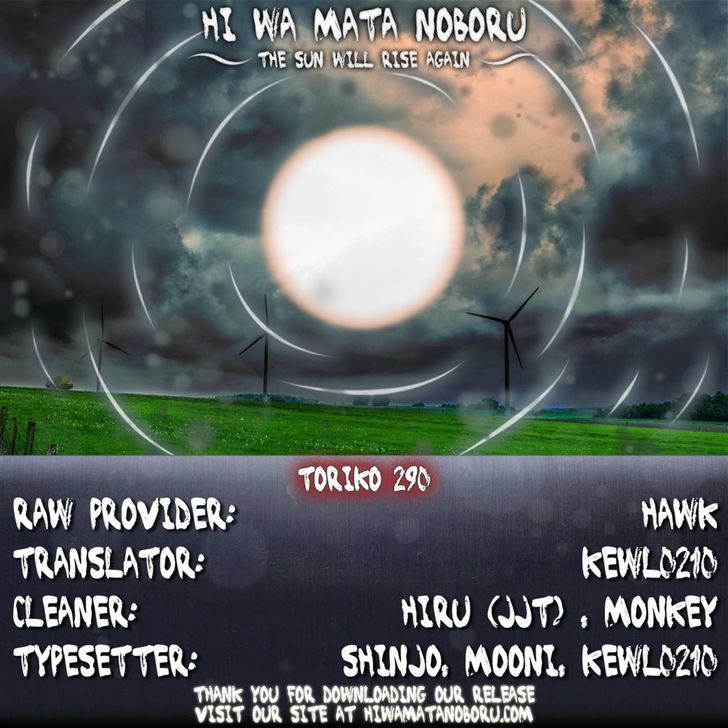 HI WA MATA NOBORU
THE SUN WILL RISE AGAIN
TORIKO 290
RAW PROVIDER: HAWK
TRANSLATOR: KEWL0210
CLEANER: HIRU (JJT) , MONKEY
TYPESETTER: SHINJO, MOONI, KEWL0210
THANK YOU FOR DOWNLOADING OUR RELEASE
VISIT OUR SITE AT HIWAMATANOBORU.COM